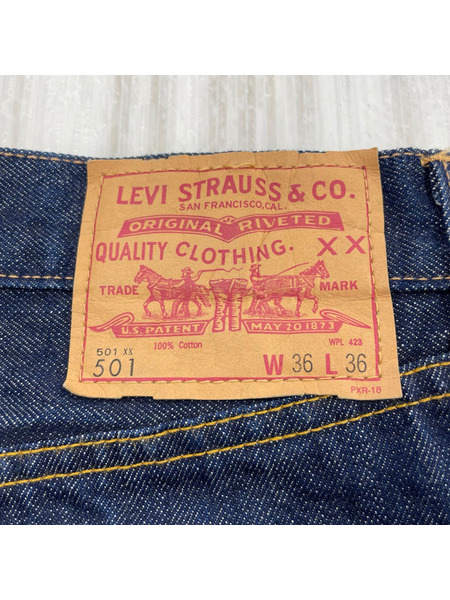 LEVI STRAUSS & CO.
SAN FRANCISCO, CAL.
ORIGINAL RIVETED
QUALITY CLOTHING. XX
TRADE MARK
U.S. PATENT MAY 20 1873
100% Cotton WPL 423
501 XX
501 W 36 L 36
PXR-18